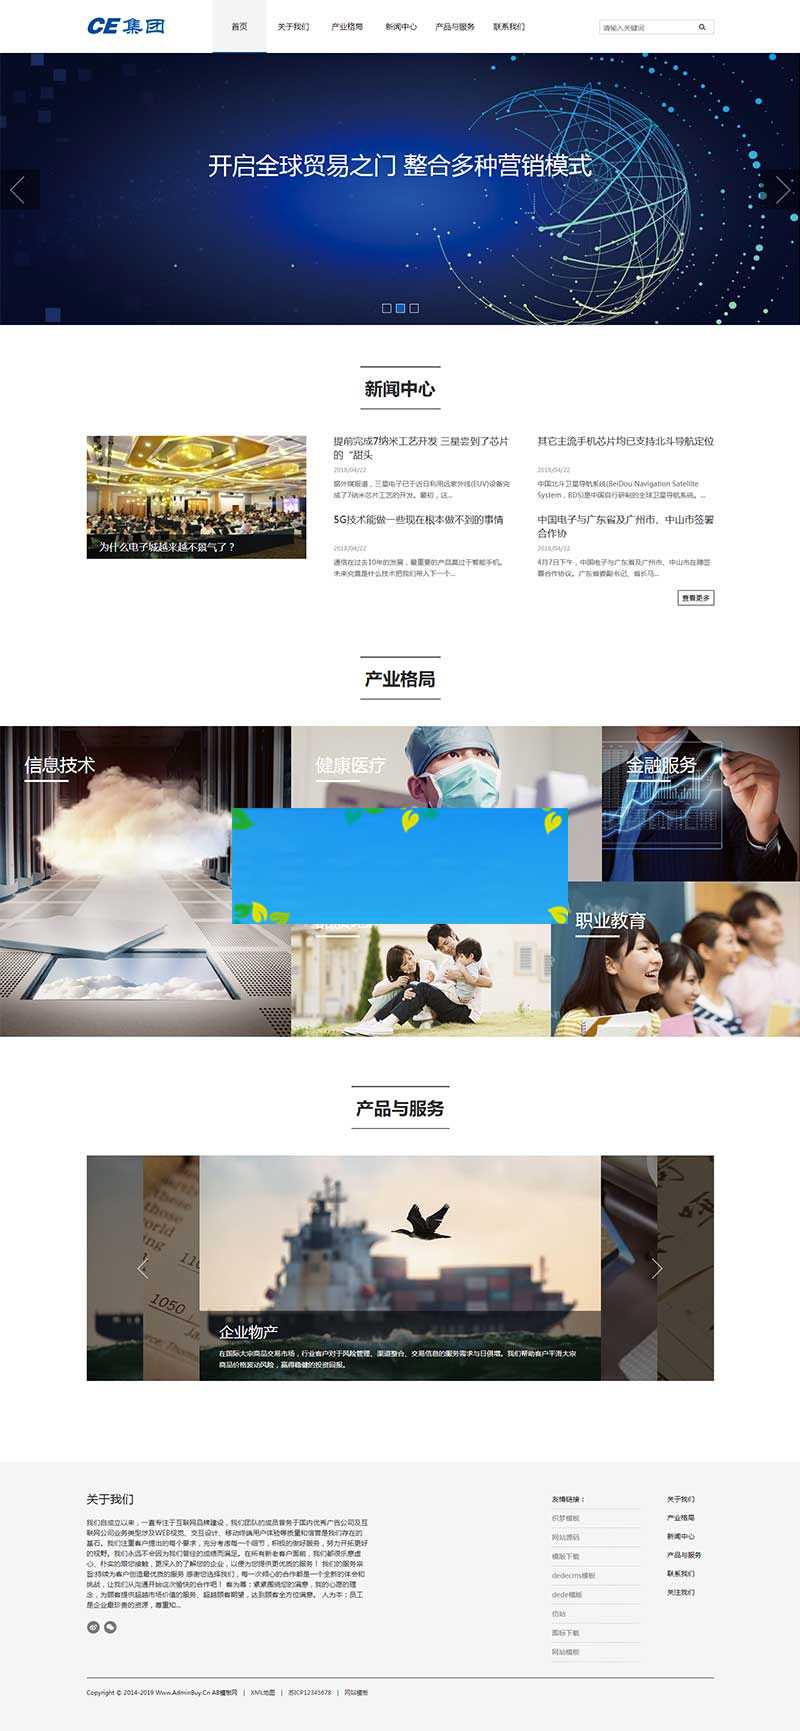 CE 集团
首页
关于我们
产业格局
新闻中心
产品与服务
联系我们
请输入关键词
开启全球贸易之门 整合多种营销模式
新闻中心
为什么电子城越来越不景气了？
提前完成7纳米工艺开发 三星尝到了芯片
的“甜头
2018/04/22
据外媒报道，三星电子已于近日利用远紫外线(EUV)设备完
成了7纳米芯片工艺的开发。最初，这...
其它主流手机芯片均已支持北斗导航定位
2018/04/22
中国北斗卫星导航系统(BeiDou Navigation Satellite
System，BDS)是中国自行研制的全球卫星导航系统。...
5G技术能做一些现在根本做不到的事情
2018/04/22
通信在过去10年的发展，最重要的产品莫过于智能手机。
未来究竟是什么技术把我们带入下一个...
中国电子与广东省及广州市、中山市签署
合作协
2018/04/22
4月7日下午，中国电子与广东省及广州市、中山市在穗签
署合作协议。广东省委副书记、省长马...
查看更多
产业格局
信息技术
健康医疗
金融服务
职业教育
产品与服务
those
world
ing
1050
企业物产
在国际大宗商品交易市场，行业客户对于风险管理、渠道整合、交易信息的服务需求与日俱增。我们帮助客户平滑大宗
商品价格波动风险，赢得稳健的投资回报。
关于我们
我们自成立以来，一直专注于互联网品牌建设，我们团队的成员曾务于国内优秀广告公司及互
联网公司业务类型涉及WEB视觉、交互设计、移动终端用户体验等质量和信誉是我们存在的
基石。我们注重客户提出的每个要求，充分考虑每一个细节，积极的做好服务，努力开拓更好
的视野。我们永远不会因为我们曾经的成绩而满足。在所有新老客户面前，我们都很乐意虚
心、朴实的跟您接触，更深入的了解您的企业，以便为您提供更优质的服务！ 我们的服务宗
旨:持续为客户创造最优质的服务 感谢您选择我们，每一次倾心的合作都是一个全新的体会和
挑战，让我们从沟通开始这次愉快的合作吧！ 客为尊：紧紧围绕您的满意，我的心愿的理
念，为顾客提供超越市场价值的服务、超越顾客期望，达到顾客全方位满意。 人为本：员工
是企业最珍贵的资源，尊重知...
友情链接：
织梦模板
网站源码
模版下载
dedecms模板
dede模版
仿站
图标下载
网站模板
关于我们
产业格局
新闻中心
产品与服务
联系我们
关注我们
Copyright © 2014-2019 Www.AdminBuy.Cn AB模板网 | XML地图 | 苏ICP12345678 | 网站模板